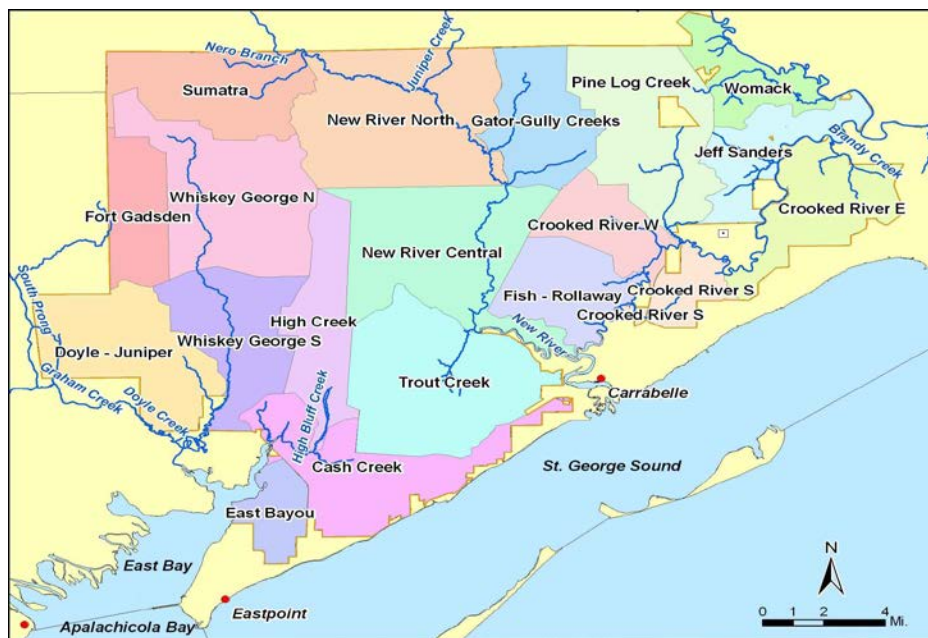 Nero Branch
Juniper Creek
Sumatra
Pine Log Creek
Womack
New River North
Gator-Gully Creeks
Jeff Sanders
Brandy Creek
Whiskey George N
Fort Gadsden
Crooked River E
Crooked River W
New River Central
South Prong
High Creek
Fish - Rollaway
Crooked River S
Crooked River S
Whiskey George S
Doyle - Juniper
New River
Graham Creek
Doyle Creek
High Bluff Creek
Trout Creek
Carrabelle
Cash Creek
St. George Sound
East Bayou
East Bay
Eastpoint
Apalachicola Bay
N
0 1 2 4
Mi.